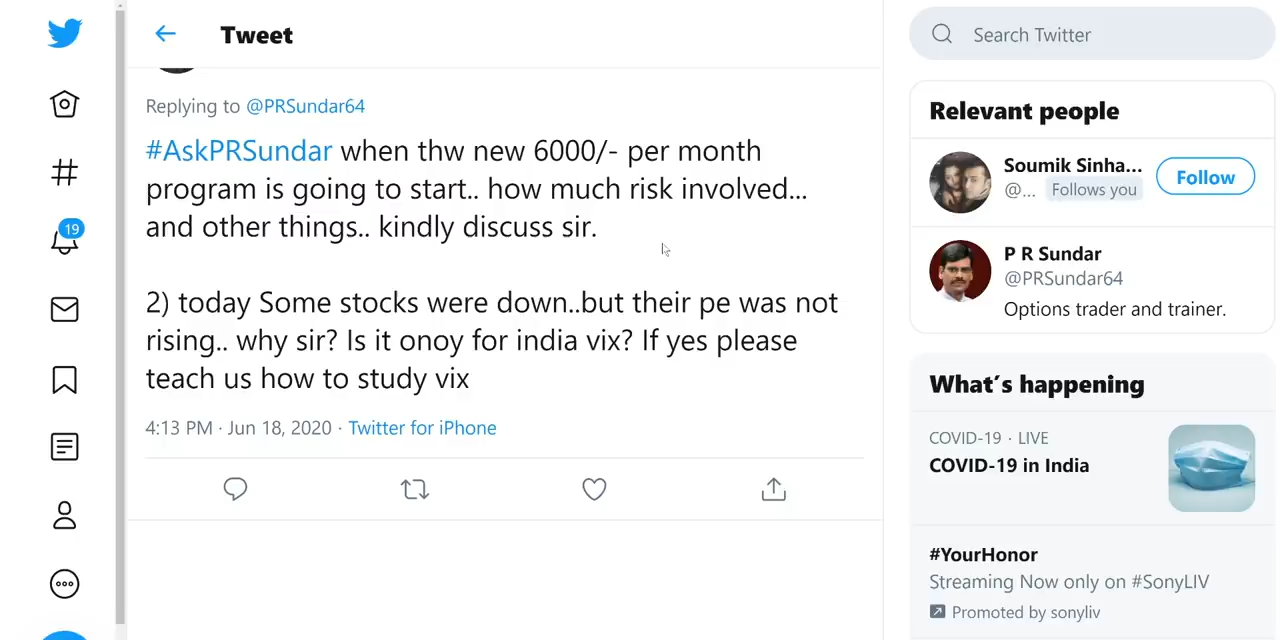 Tweet
Replying to @PRSundar64
#AskPRSundar when thw new 6000/- per month
program is going to start.. how much risk involved...
and other things.. kindly discuss sir.
2) today Some stocks were down..but their pe was not
rising.. why sir? Is it onoy for india vix? If yes please
teach us how to study vix
4:13 PM · Jun 18, 2020 · Twitter for iPhone
19
Search Twitter
Relevant people
Soumik Sinha...
@... Follows you
Follow
P R Sundar
@PRSundar64
Options trader and trainer.
What's happening
COVID-19 · LIVE
COVID-19 in India
#YourHonor
Streaming Now only on #SonyLIV
Promoted by sonyliv